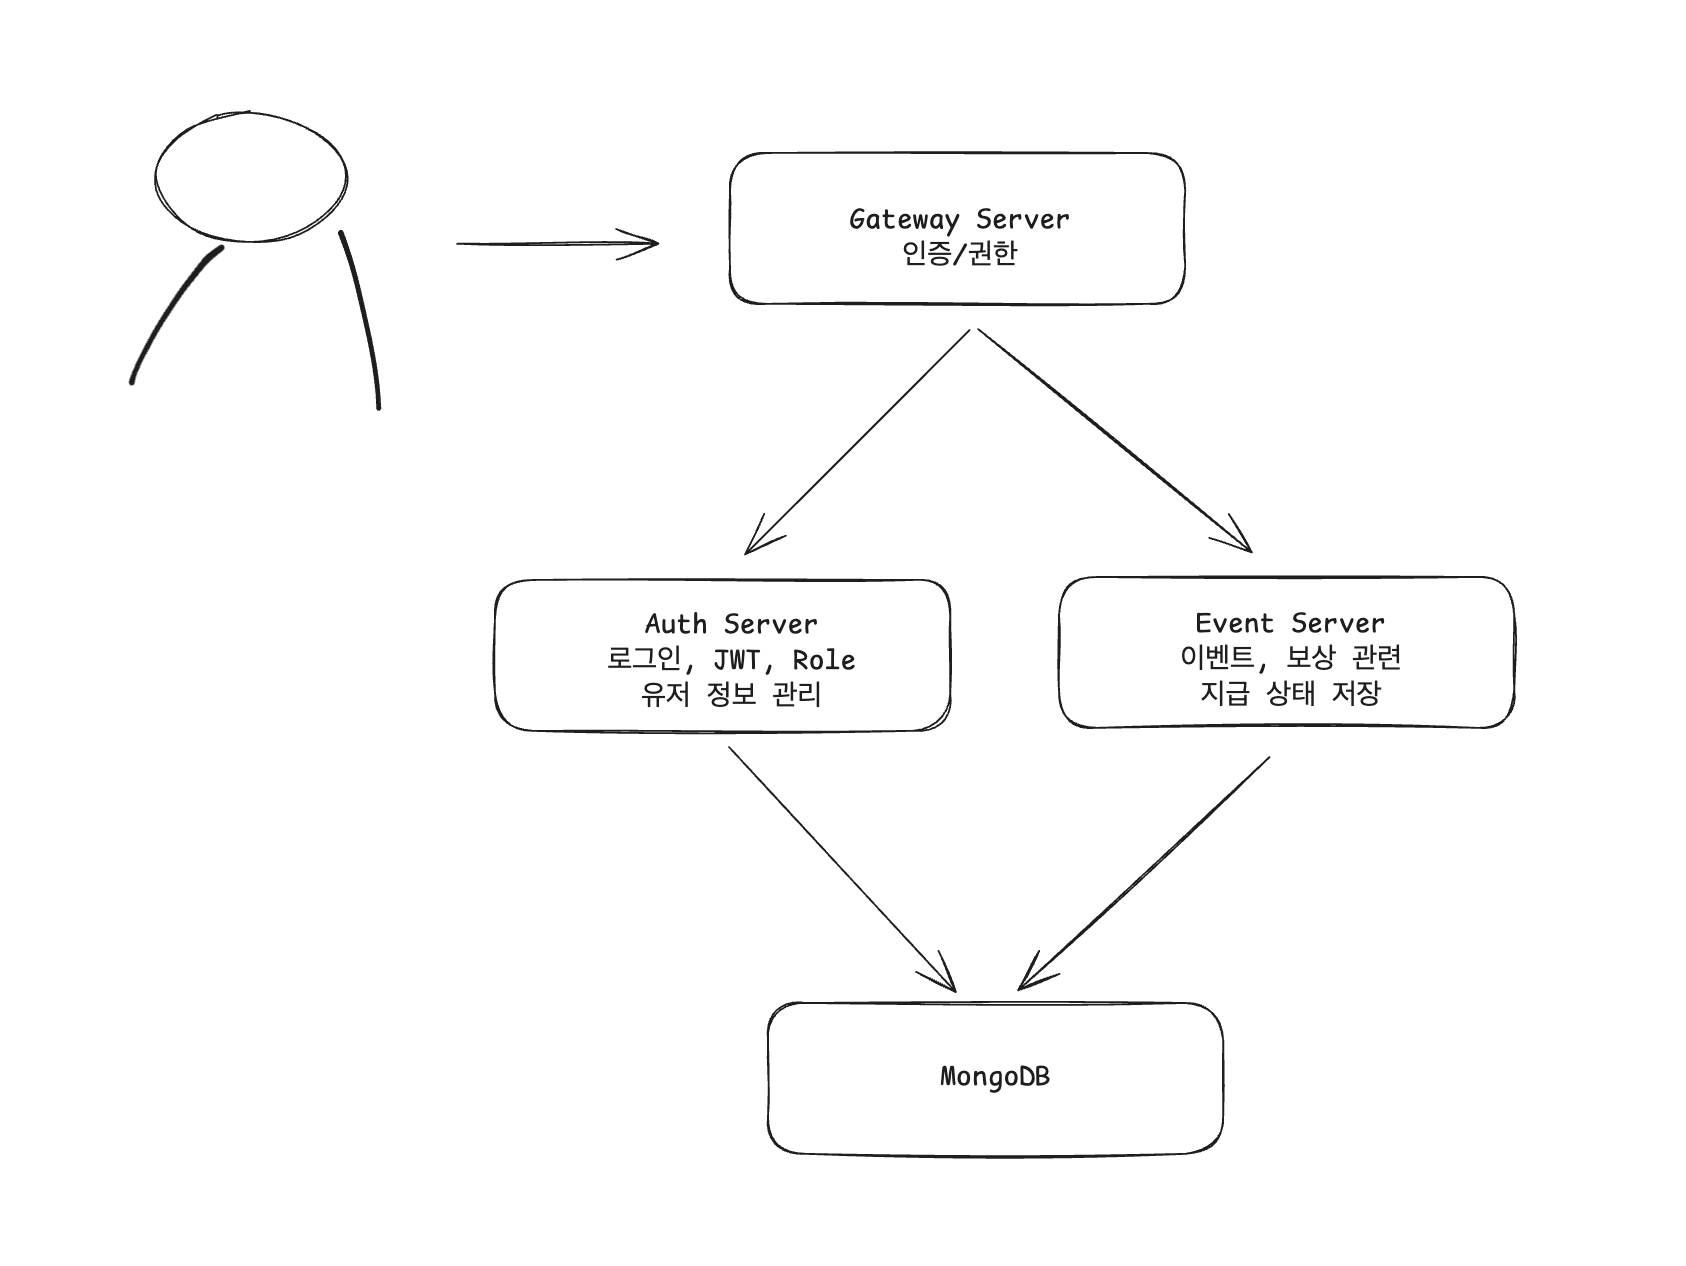 Gateway Server
인증/권한
Auth Server
로그인, JWT, Role
유저 정보 관리
Event Server
이벤트, 보상 관련
지급 상태 저장
MongoDB